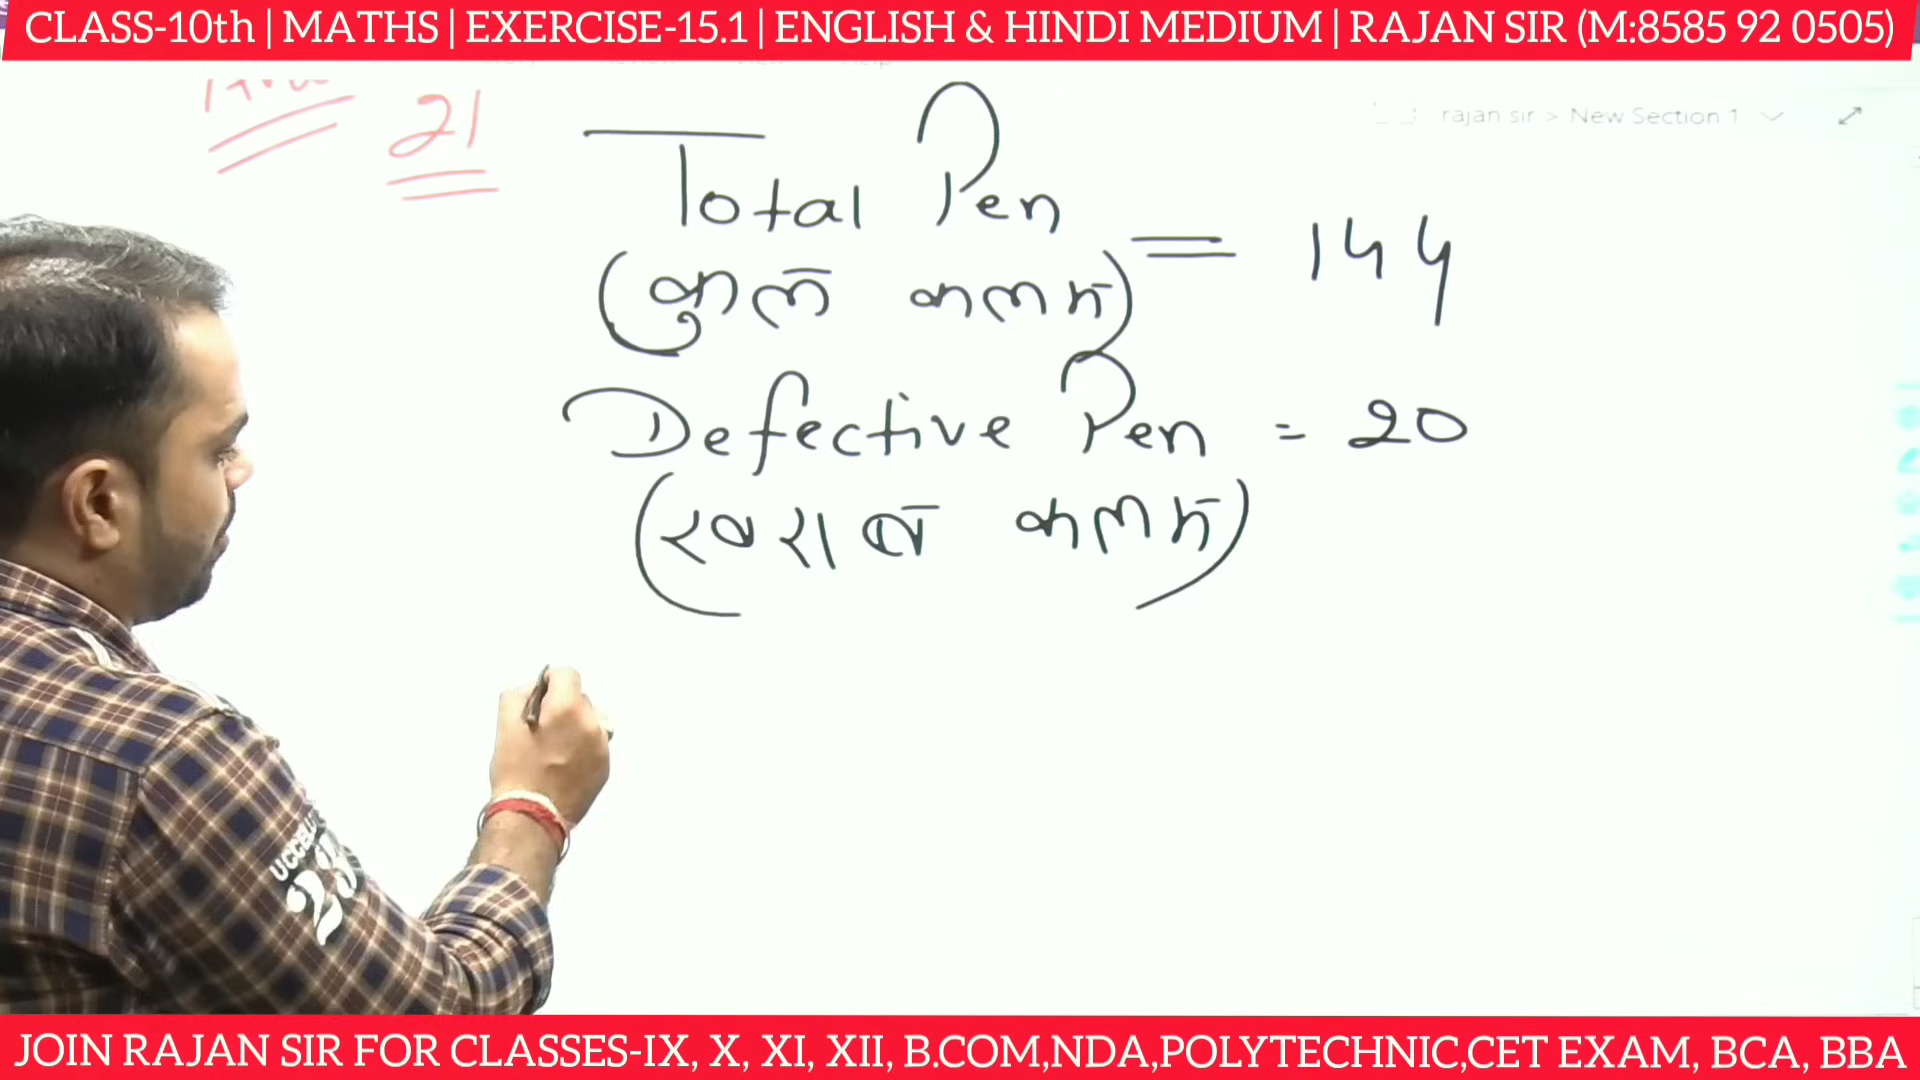 CLASS-10th | MATHS | EXERCISE-15.1 | ENGLISH & HINDI MEDIUM | RAJAN SIR (M:8585 92 0505)
rajan sir > New Section 1
21
Total Pen
(कुल कलम) = 144
Defective Pen = 20
(खराब कलम)
UCCELL
23
JOIN RAJAN SIR FOR CLASSES-IX, X, XI, XII, B.COM,NDA,POLYTECHNIC,CET EXAM, BCA, BBA